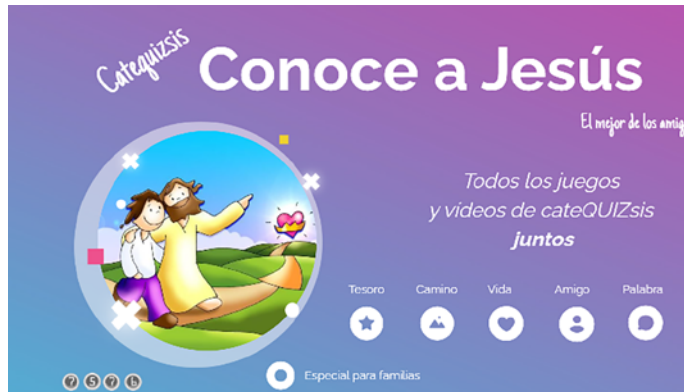 Catequizsis
Conoce a Jesús
El mejor de los amig
Todos los juegos
y vídeos de cateQUIZsis
juntos
Tesoro Camino Vida Amigo Palabra
Especial para familias